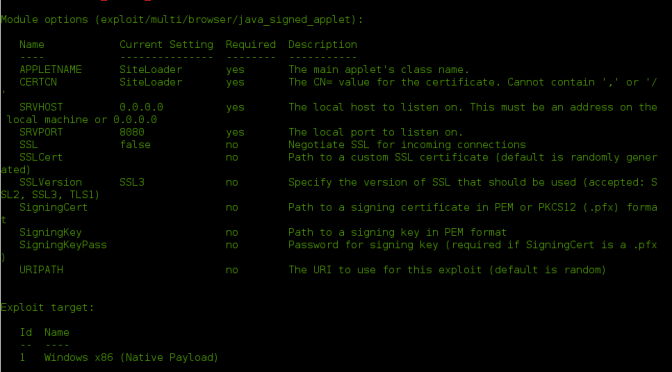 Module options (exploit/multi/browser/java_signed_applet):
Name Current Setting Required Description
---- --------------- -------- -----------
APPLETNAME SiteLoader yes The main applet's class name.
CERTCN SiteLoader yes The CN= value for the certificate. Cannot contain ',' or '/
'
SRVHOST 0.0.0.0 yes The local host to listen on. This must be an address on the
local machine or 0.0.0.0
SRVPORT 8080 yes The local port to listen on.
SSL false no Negotiate SSL for incoming connections
SSLCert no Path to a custom SSL certificate (default is randomly gener
ated)
SSLVersion SSL3 no Specify the version of SSL that should be used (accepted: S
SL2, SSL3, TLS1)
SigningCert no Path to a signing certificate in PEM or PKCS12 (.pfx) forma
t
SigningKey no Path to a signing key in PEM format
SigningKeyPass no Password for signing key (required if SigningCert is a .pfx
)
URIPATH no The URI to use for this exploit (default is random)
Exploit target:
Id Name
-- ----
1 Windows x86 (Native Payload)